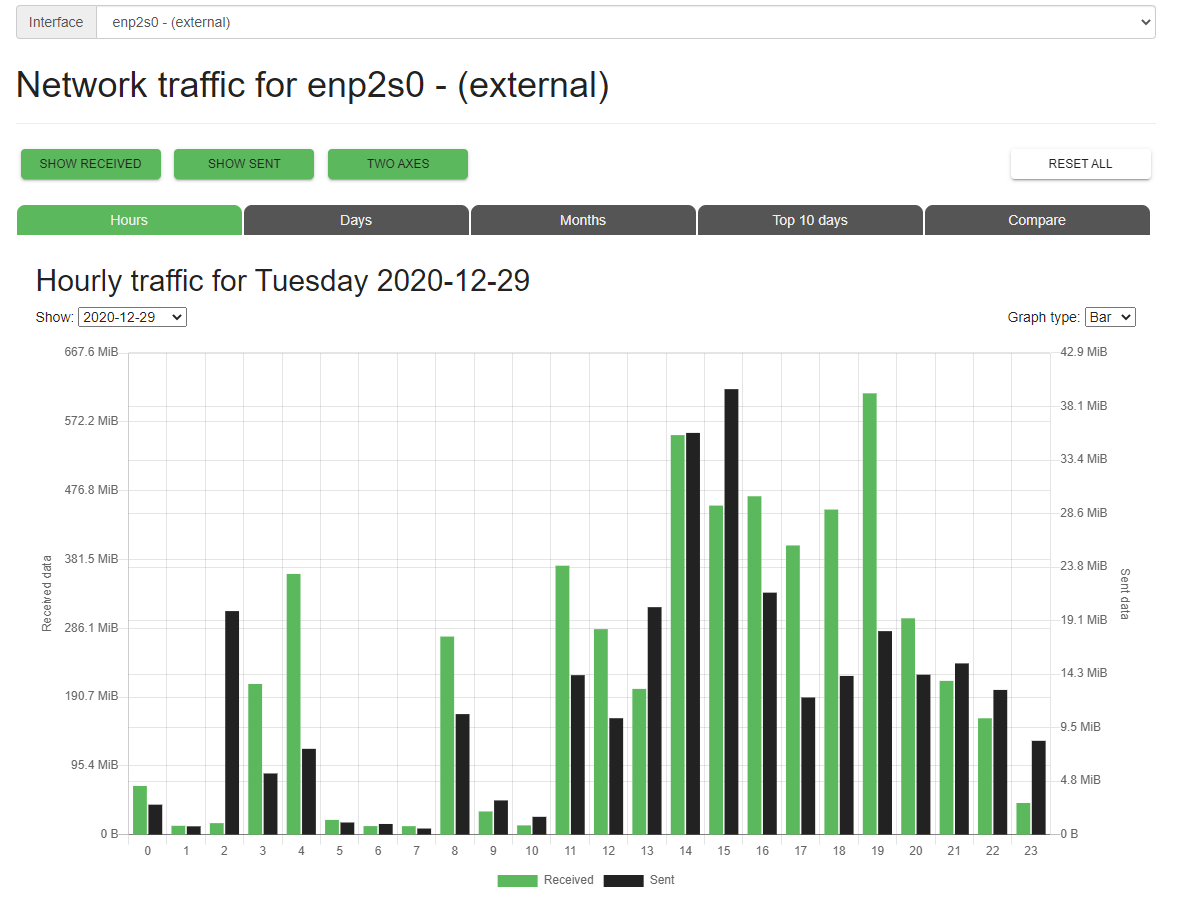 Interface enp2s0 - (external)
Network traffic for enp2s0 - (external)
SHOW RECEIVED SHOW SENT TWO AXES RESET ALL
Hours Days Months Top 10 days Compare
Hourly traffic for Tuesday 2020-12-29
Show: 2020-12-29 Graph type: Bar
667.6 MiB 42.9 MiB
38.1 MiB
572.2 MiB
33.4 MiB
476.8 MiB
28.6 MiB
381.5 MiB
23.8 MiB
Received data
Sent data
19.1 MiB
286.1 MiB
14.3 MiB
190.7 MiB
9.5 MiB
95.4 MiB
4.8 MiB
0 B 0 B
0 1 2 3 4 5 6 7 8 9 10 11 12 13 14 15 16 17 18 19 20 21 22 23
Received Sent